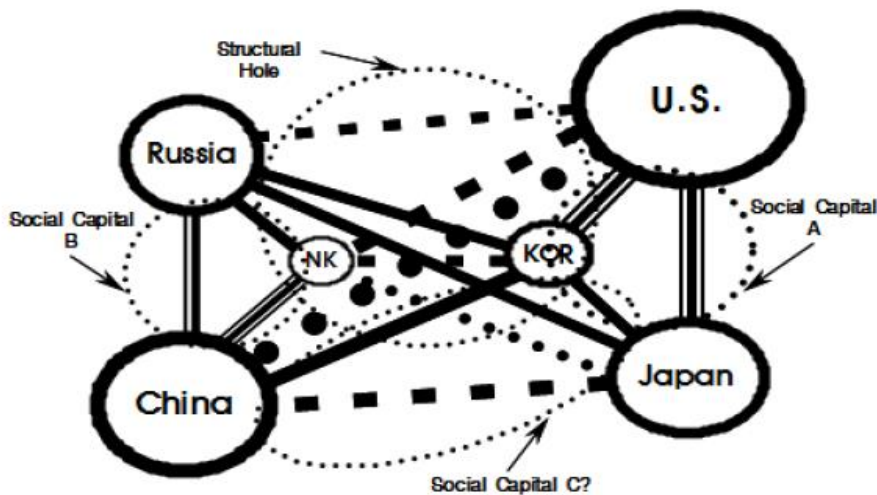 Structural
Hole
U.S.
Russia
Social Capital
B
Social Capital
A
NK
KOR
China
Japan
Social Capital C?